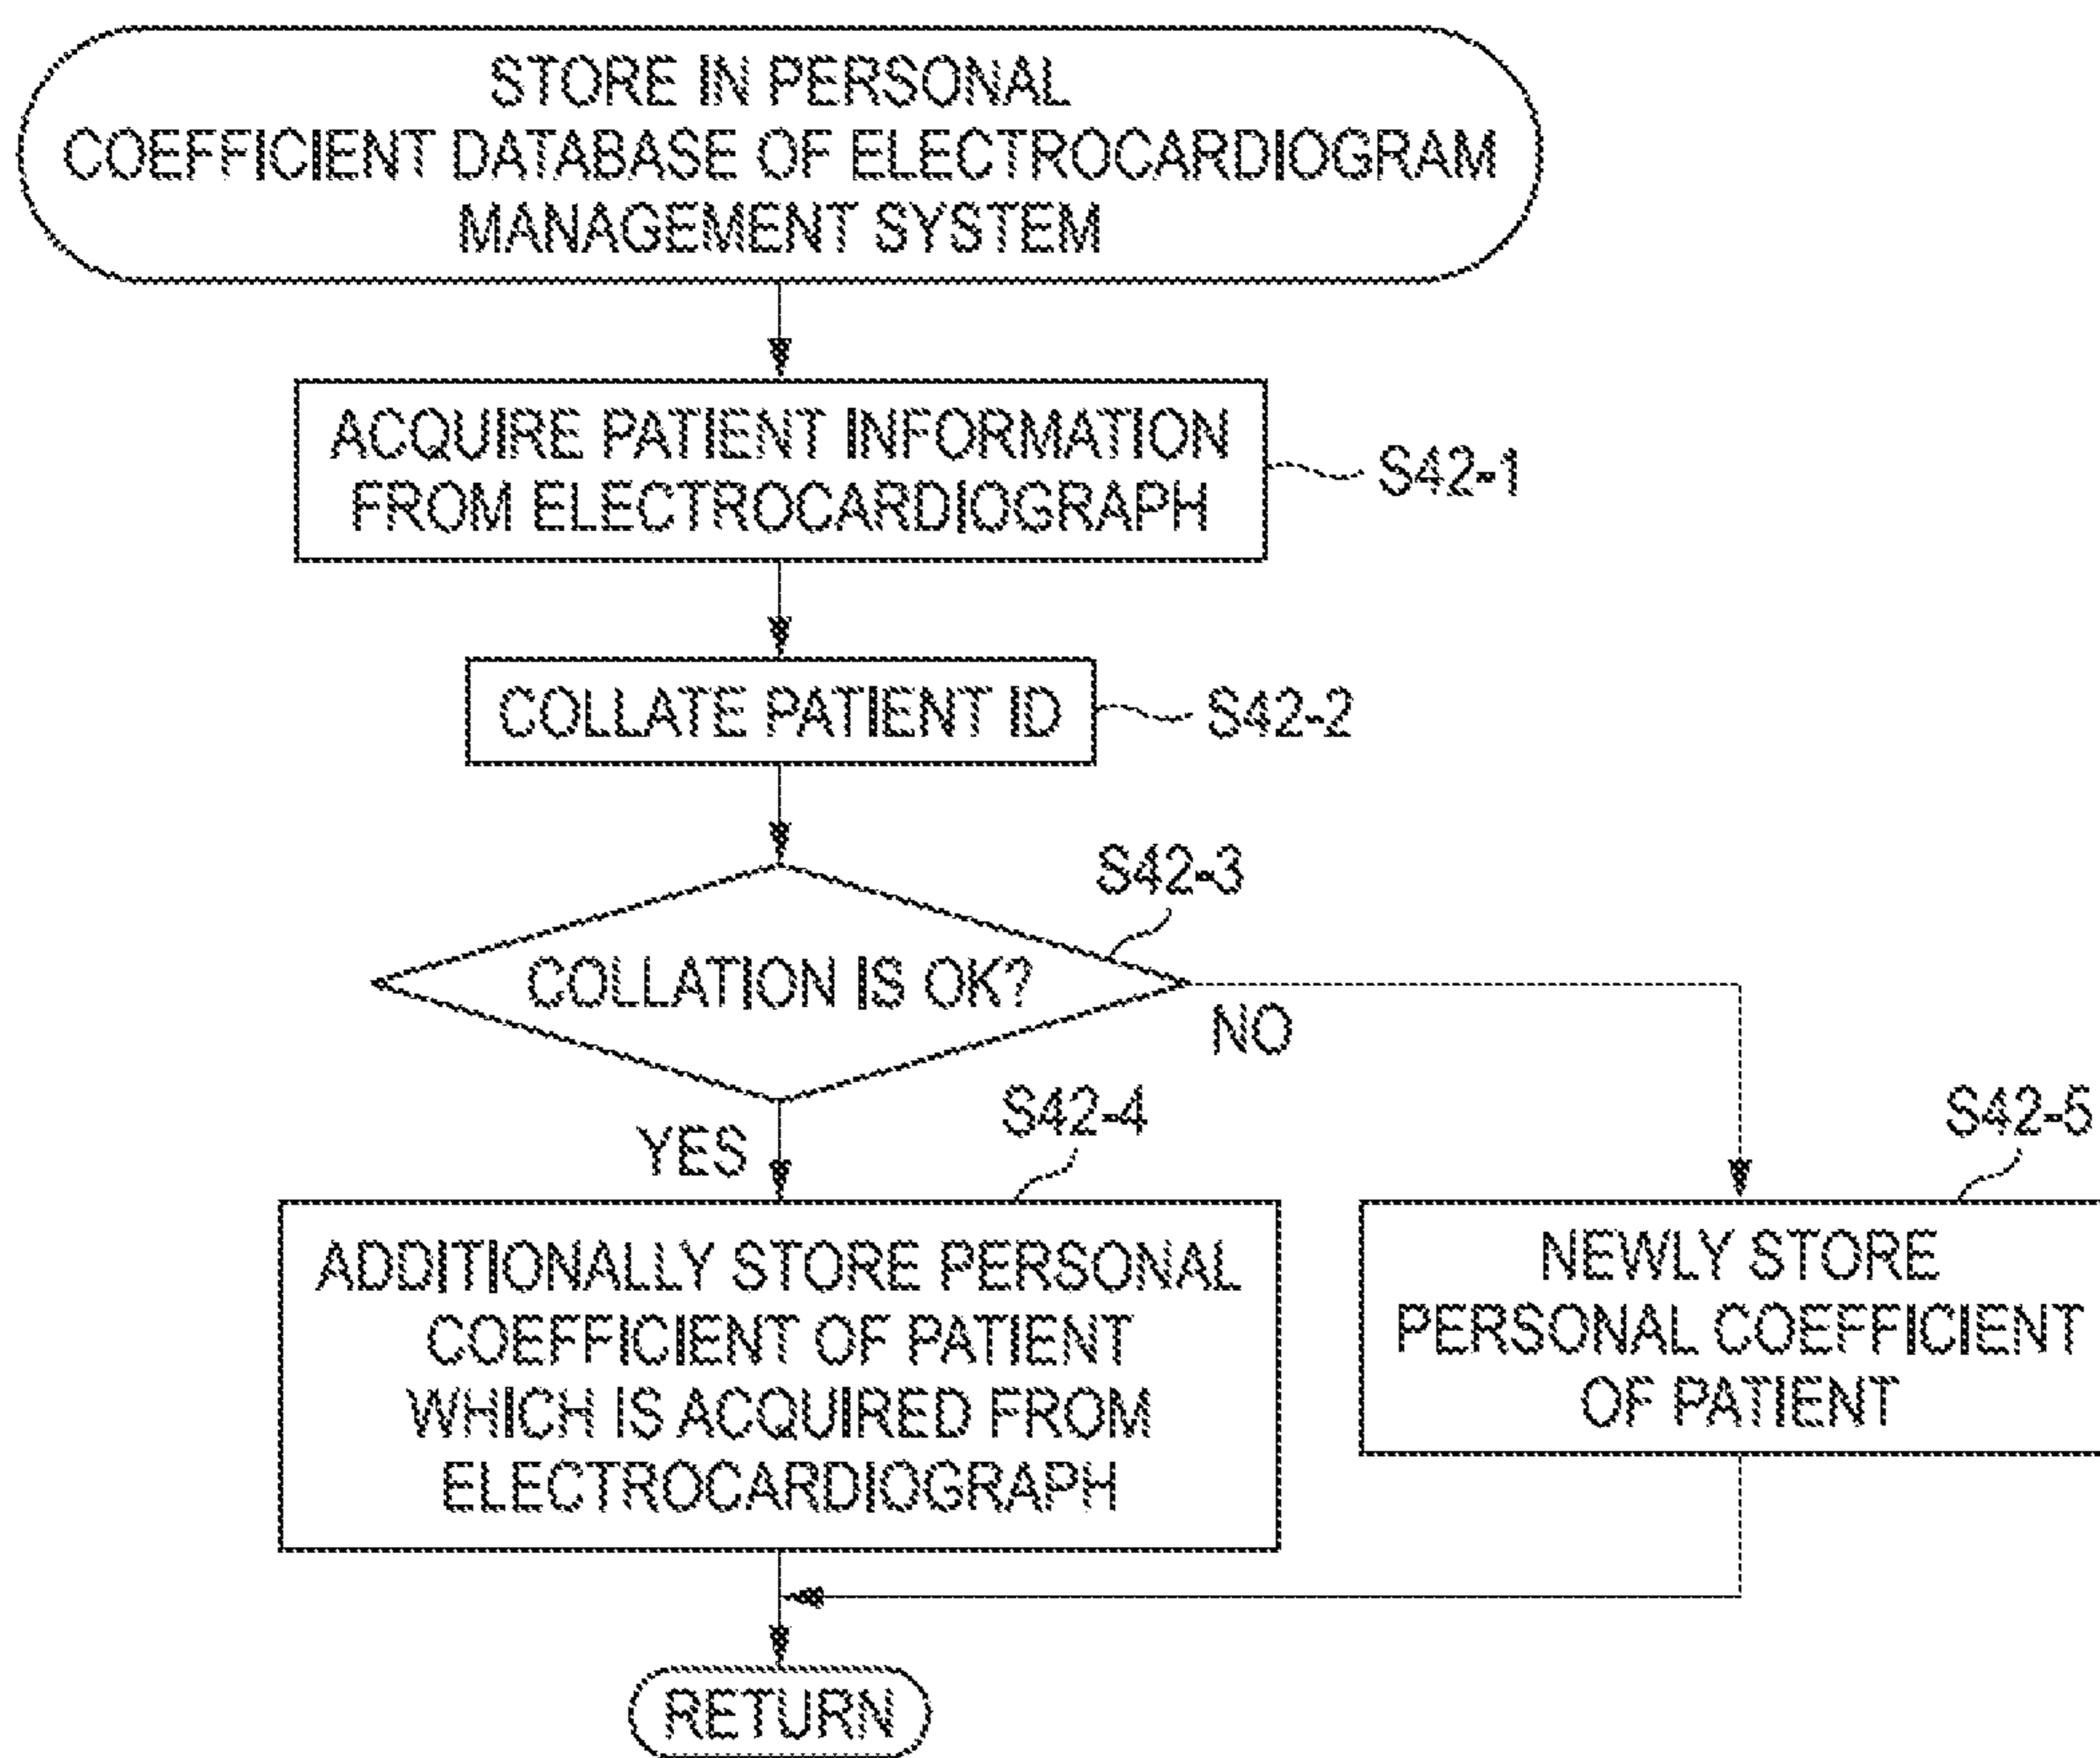 STORE IN PERSONAL
COEFFICIENT DATABASE OF ELECTROCARDIOGRAM
MANAGEMENT SYSTEM
ACQUIRE PATIENT INFORMATION
FROM ELECTROCARDIOGRAPH
S42-1
COLLATE PATIENT ID
S42-2
S42-3
COLLATION IS OK?
NO
YES
S42-4
S42-5
ADDITIONALLY STORE PERSONAL
COEFFICIENT OF PATIENT
WHICH IS ACQUIRED FROM
ELECTROCARDIOGRAPH
NEWLY STORE
PERSONAL COEFFICIENT
OF PATIENT
RETURN